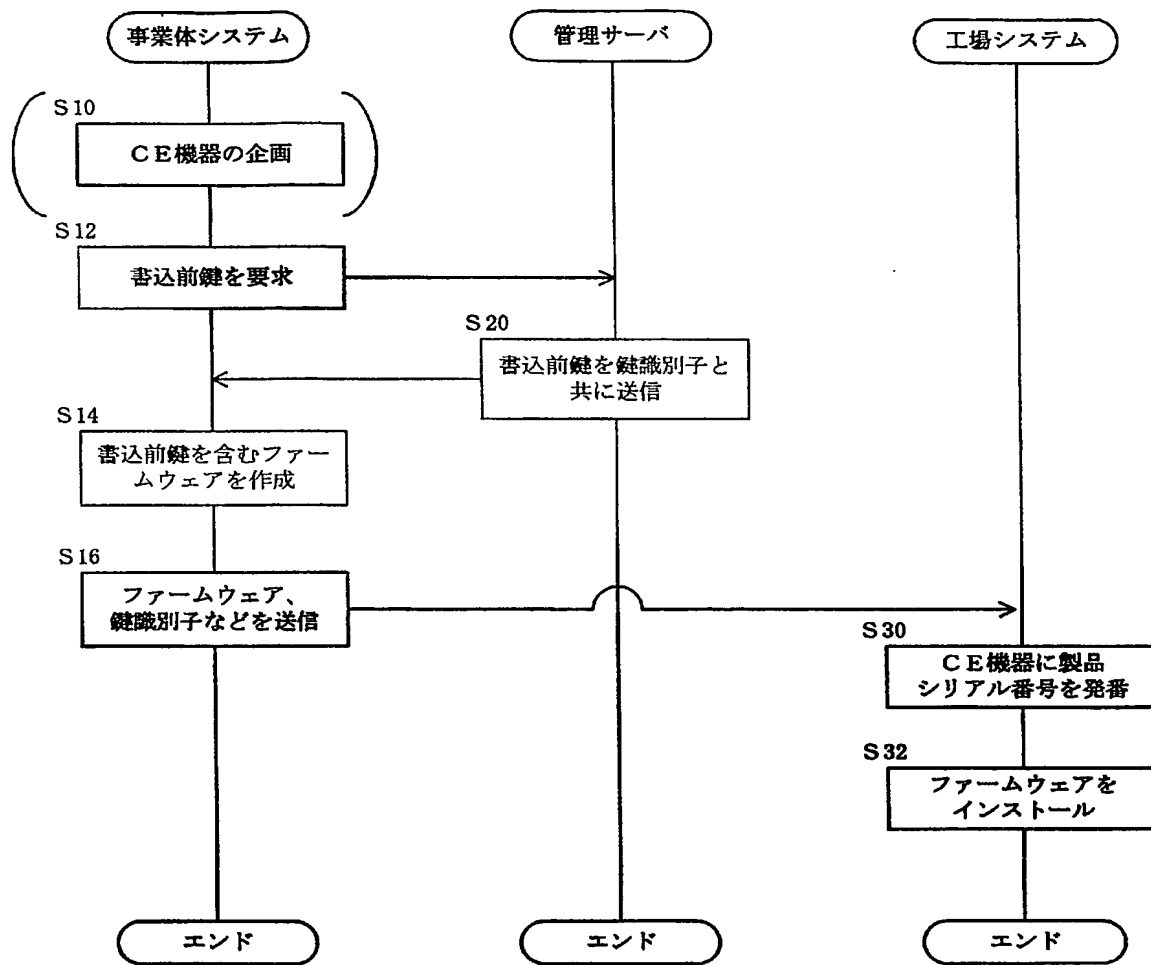 事業体システム
管理サーバ
工場システム
S10
CE機器の企画
S12
書込前鍵を要求
S20
書込前鍵を鍵識別子と
共に送信
S14
書込前鍵を含むファー
ムウェアを作成
S16
ファームウェア、
鍵識別子などを送信
S30
CE機器に製品
シリアル番号を発番
S32
ファームウェアを
インストール
エンド
エンド
エンド